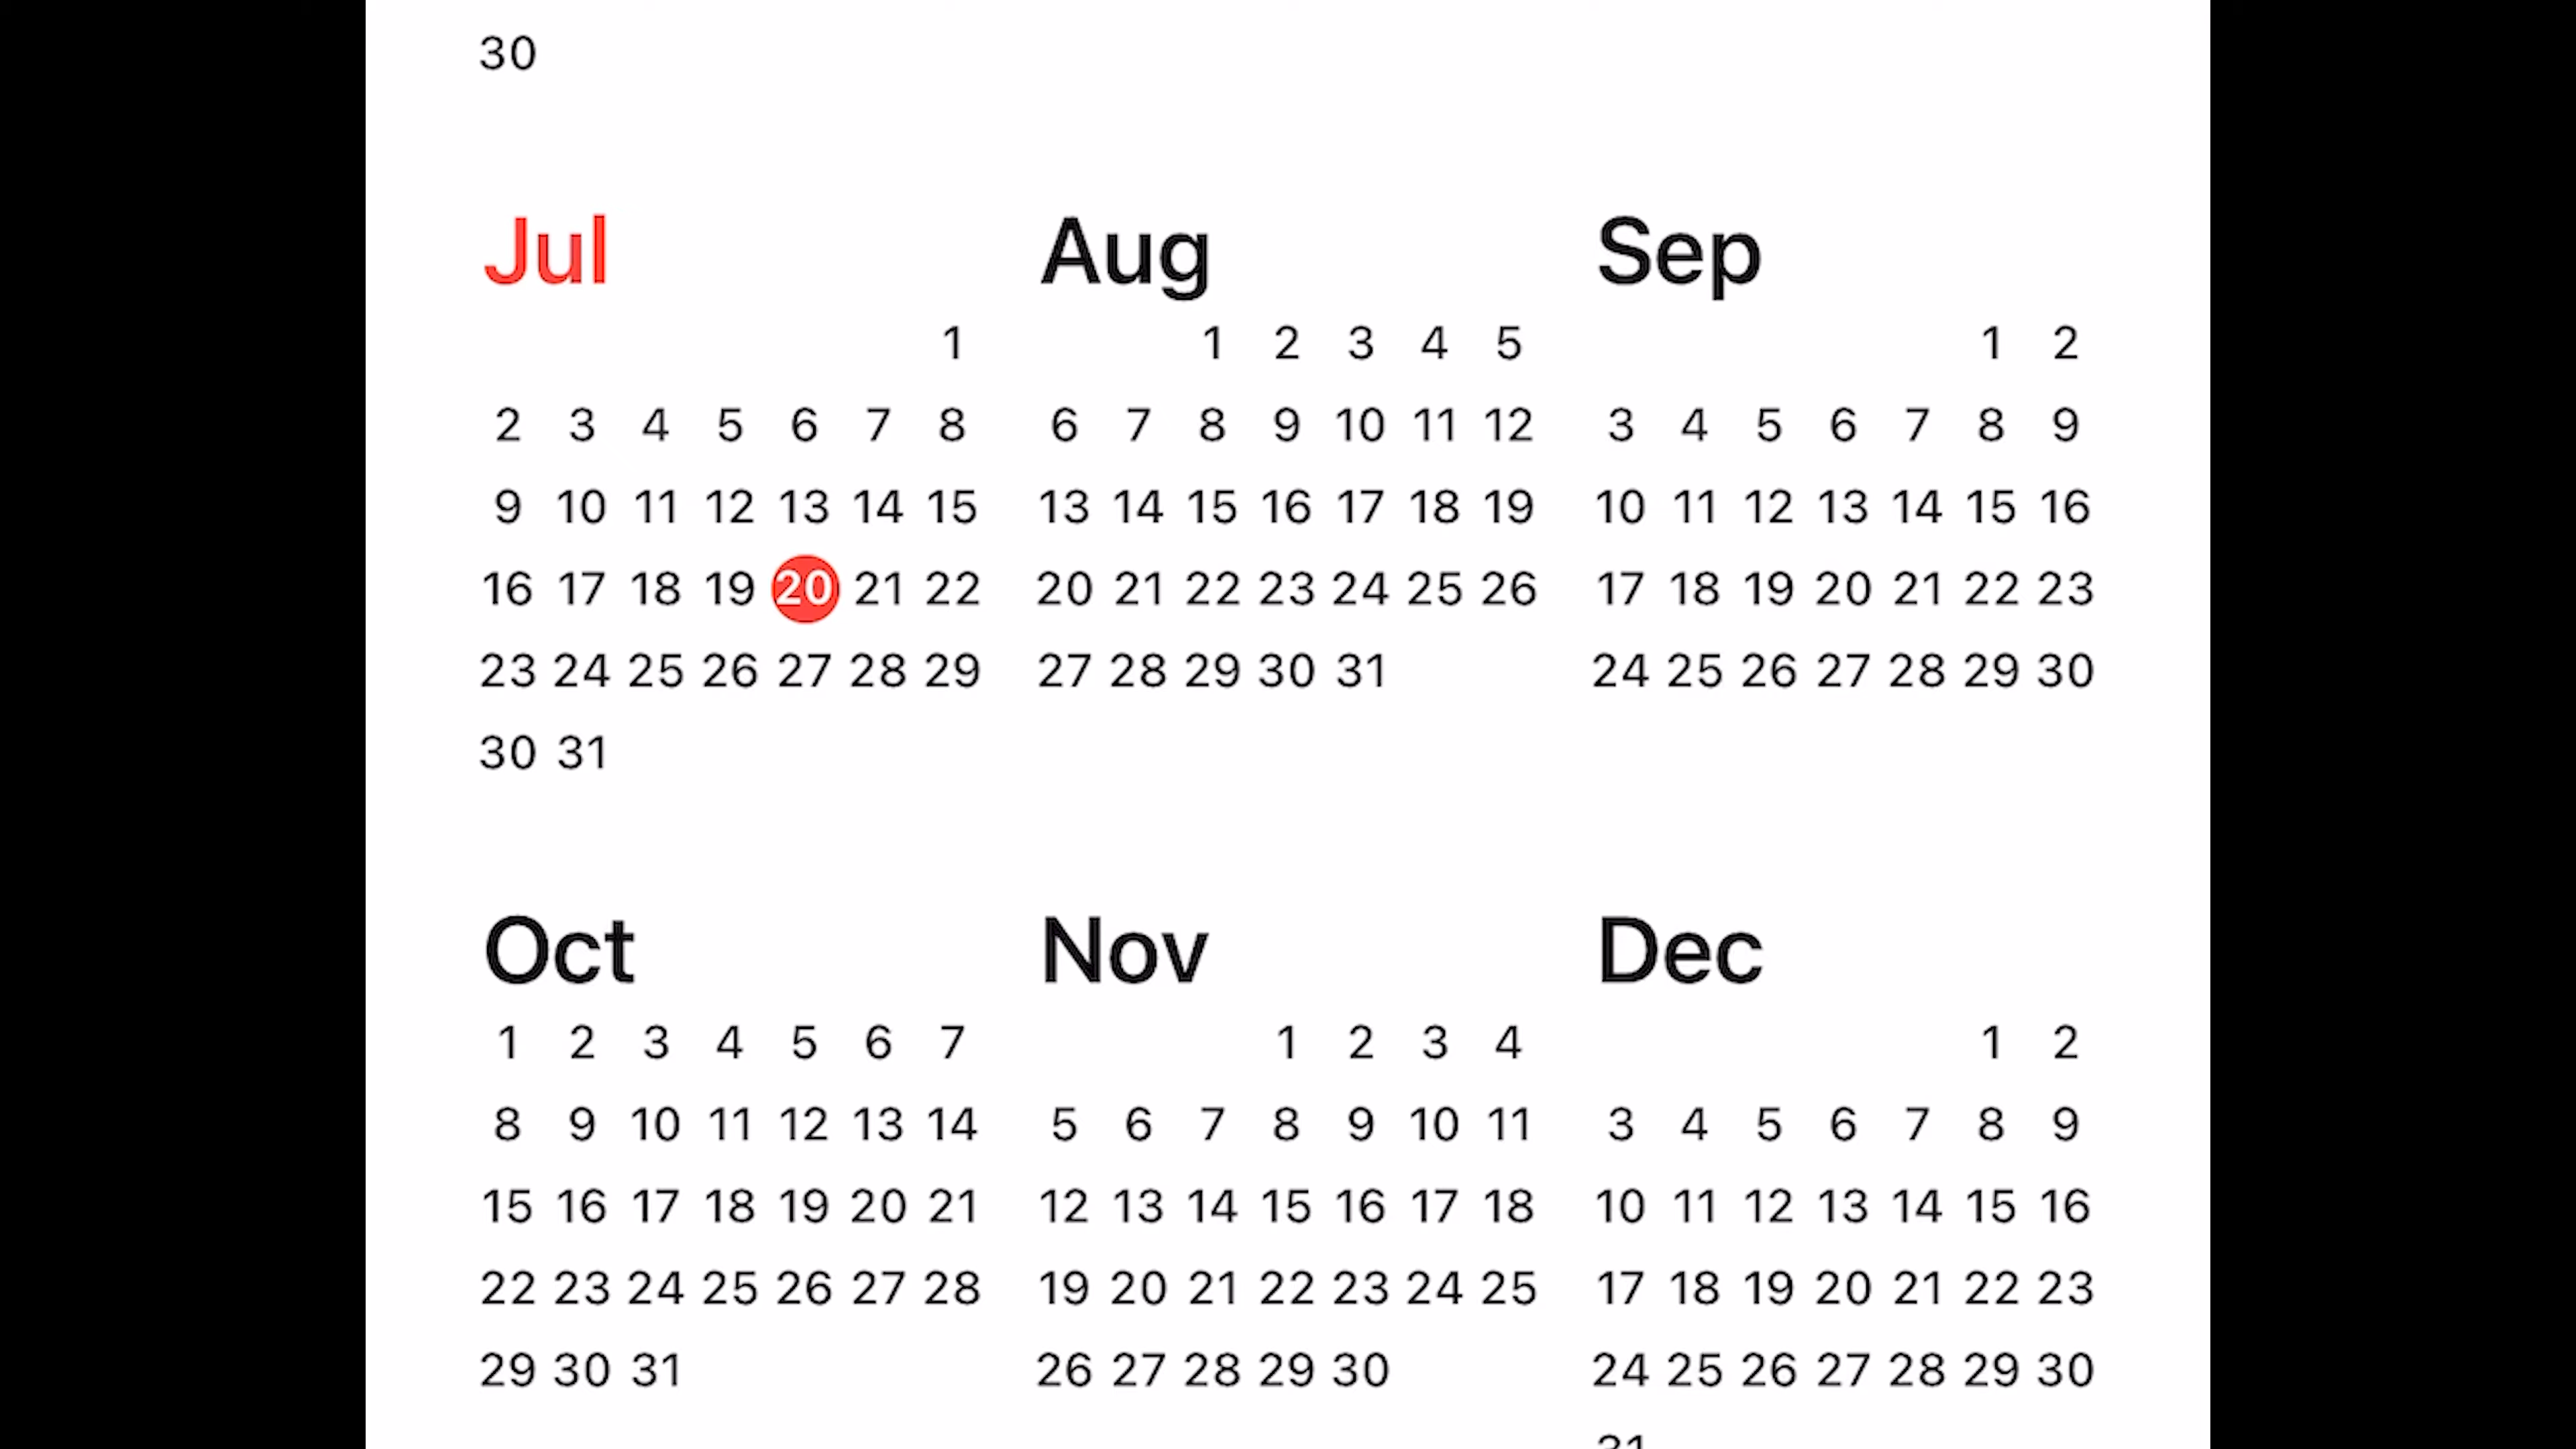 30
Jul Aug Sep
1 1 2 3 4 5 1 2
2 3 4 5 6 7 8 6 7 8 9 10 11 12 3 4 5 6 7 8 9
9 10 11 12 13 14 15 13 14 15 16 17 18 19 10 11 12 13 14 15 16
16 17 18 19 20 21 22 20 21 22 23 24 25 26 17 18 19 20 21 22 23
23 24 25 26 27 28 29 27 28 29 30 31 24 25 26 27 28 29 30
30 31
Oct Nov Dec
1 2 3 4 5 6 7 1 2 3 4 1 2
8 9 10 11 12 13 14 5 6 7 8 9 10 11 3 4 5 6 7 8 9
15 16 17 18 19 20 21 12 13 14 15 16 17 18 10 11 12 13 14 15 16
22 23 24 25 26 27 28 19 20 21 22 23 24 25 17 18 19 20 21 22 23
29 30 31 26 27 28 29 30 24 25 26 27 28 29 30
31